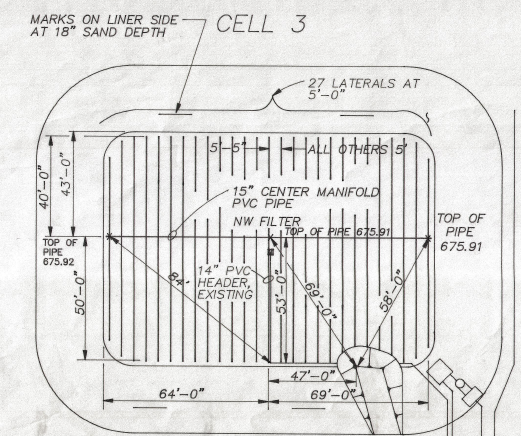 MARKS ON LINER SIDE
AT 18" SAND DEPTH
CELL 3
27 LATERALS AT
5'-0"
5'-5"
ALL OTHERS 5'
40'-0"
43'-0"
15" CENTER MANIFOLD
PVC PIPE
NW FILTER
TOP OF PIPE 675.91
TOP OF
PIPE
675.91
TOP OF
PIPE
675.92
14" PVC
HEADER,
EXISTING
84'
53'-0"
69'-0"
58'-0"
50'-0"
47'-0"
64'-0"
69'-0"